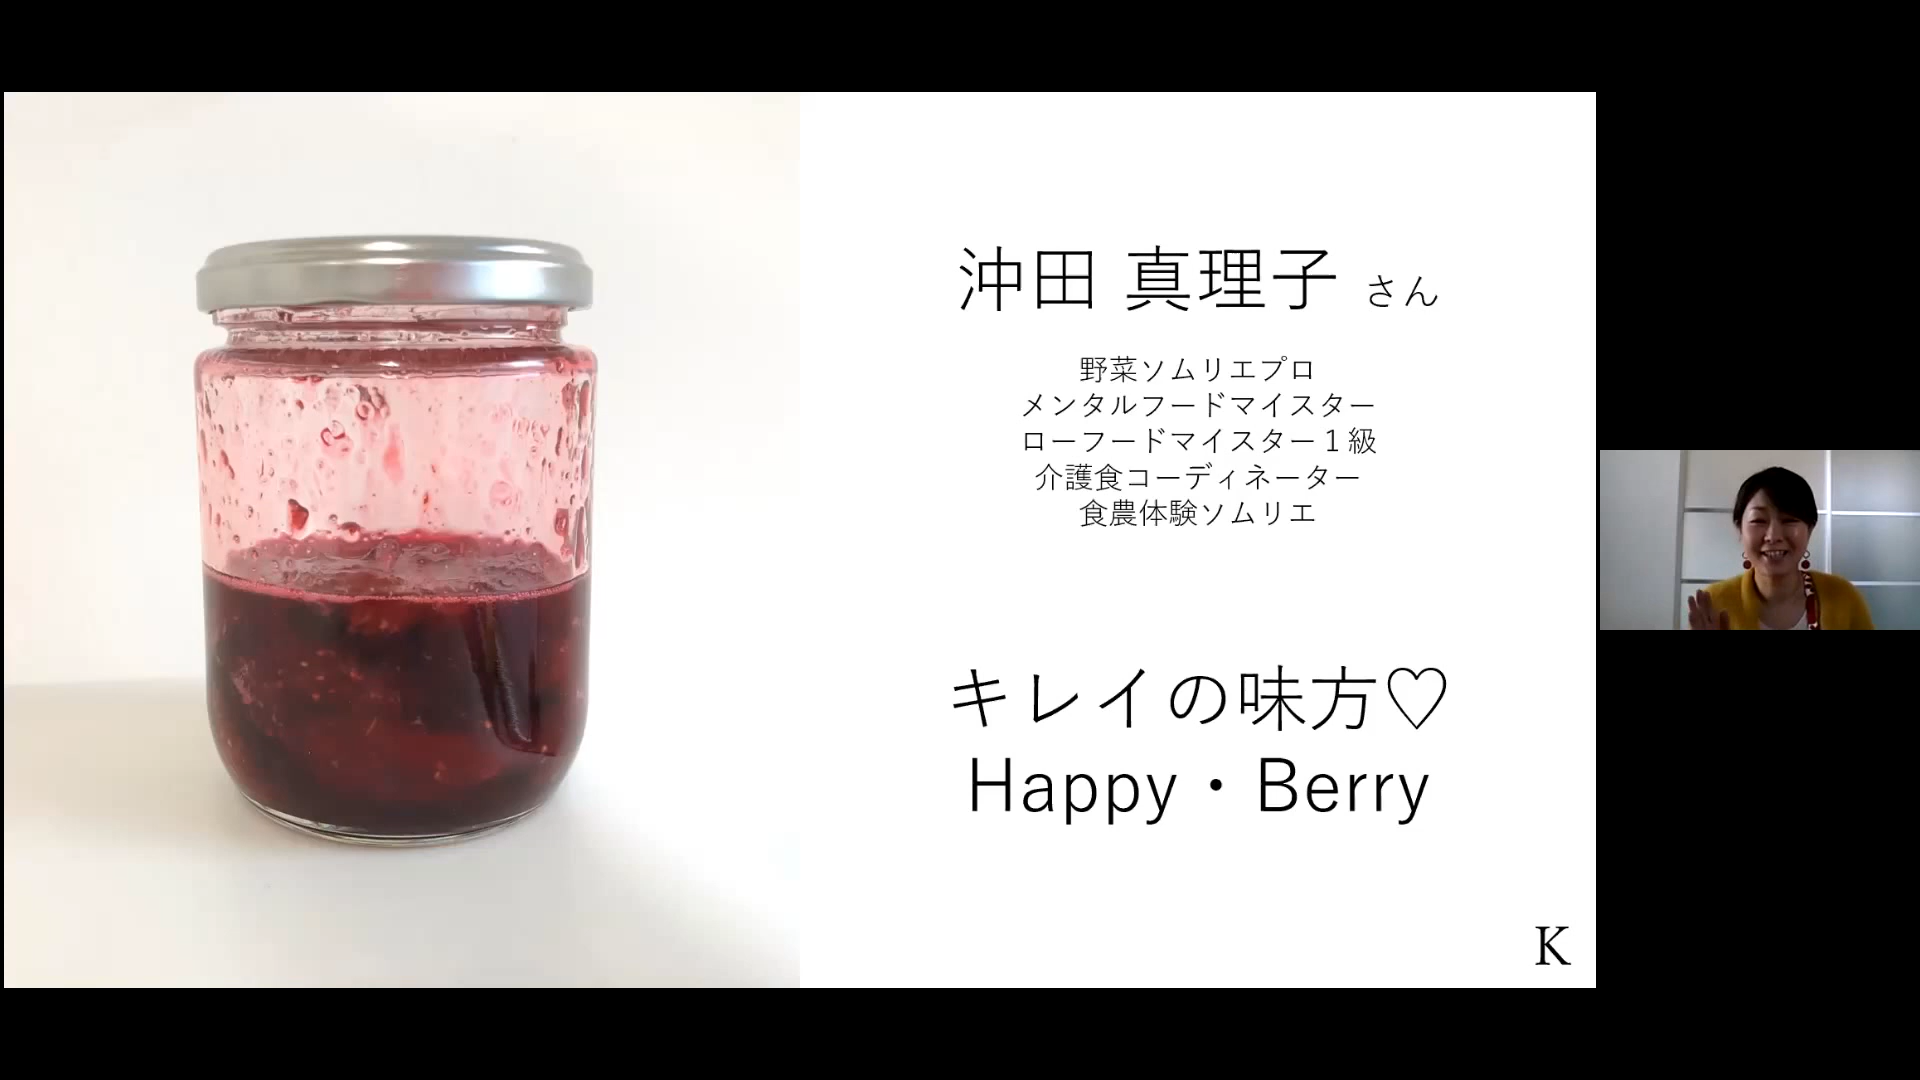 沖田 真理子 さん
野菜ソムリエプロ
メンタルフードマイスター
ローフードマイスター１級
介護食コーディネーター
食農体験ソムリエ
キレイの味方♡
Happy・Berry
K